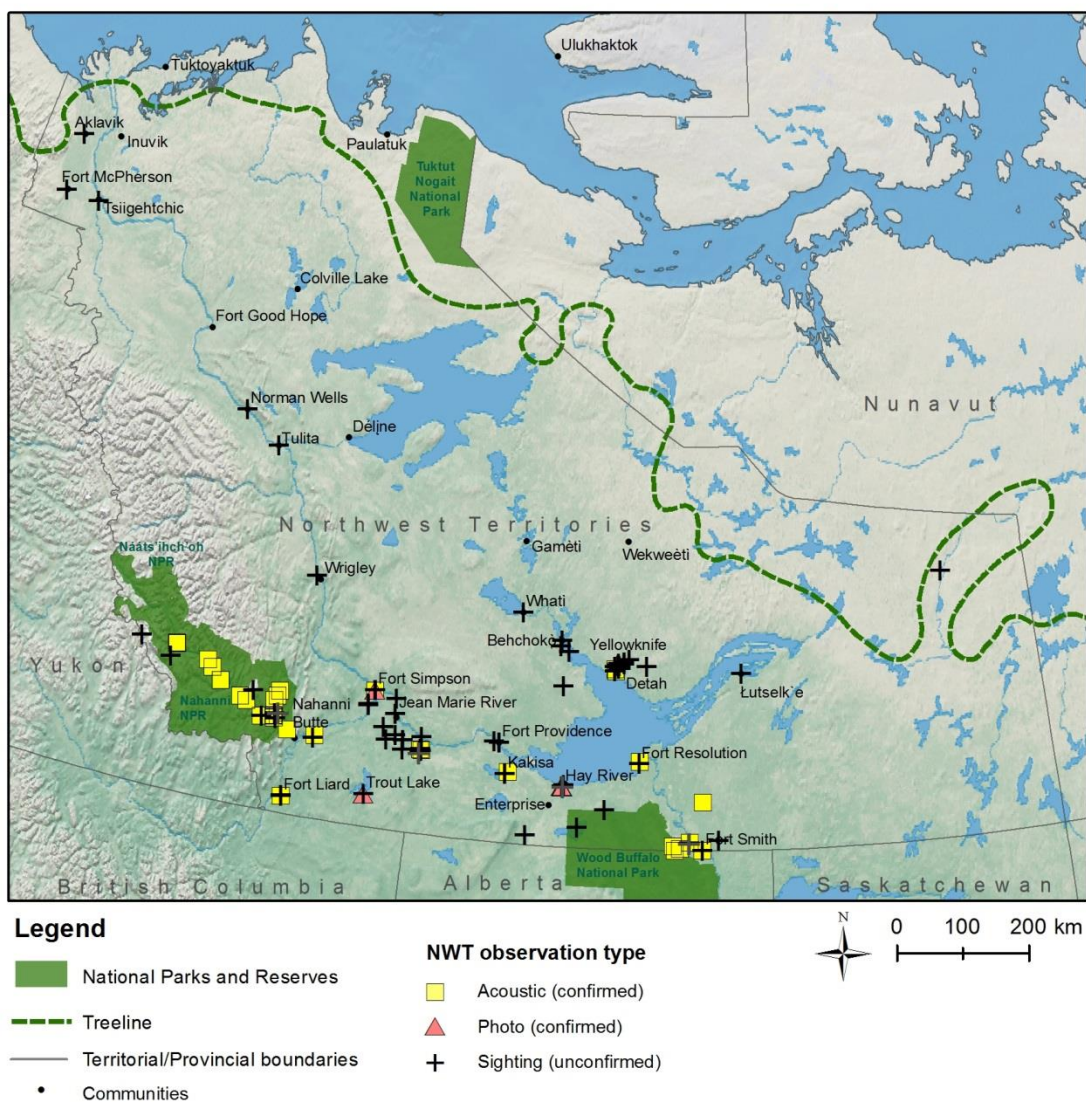 Ulukhaktok
Tuktoyaktuk
Aklavik
Inuvik
Paulatuk
Tuktut
Nogait
National
Park
Fort McPherson
Tsiigehtchic
Colville Lake
Fort Good Hope
Nunavut
Norman Wells
Délı̨nę
Tulita
Northwest Territories
Gamètì
Wekweètì
Nááts'ihch'oh
NPR
Wrigley
Whatì
Behchokǫ̀
Yellowknife
Yukon
Detah
Fort Simpson
Łutselk'e
Nahanni
NPR
Nahanni
Butte
Jean Marie River
Fort Providence
Fort Resolution
Kakisa
Hay River
Fort Liard
Trout Lake
Enterprise
Fort Smith
Wood Buffalo
National Park
British Columbia
Alberta
Saskatchewan
Legend
National Parks and Reserves
Treeline
Territorial/Provincial boundaries
Communities
NWT observation type
Acoustic (confirmed)
Photo (confirmed)
Sighting (unconfirmed)
N
0 100 200 km